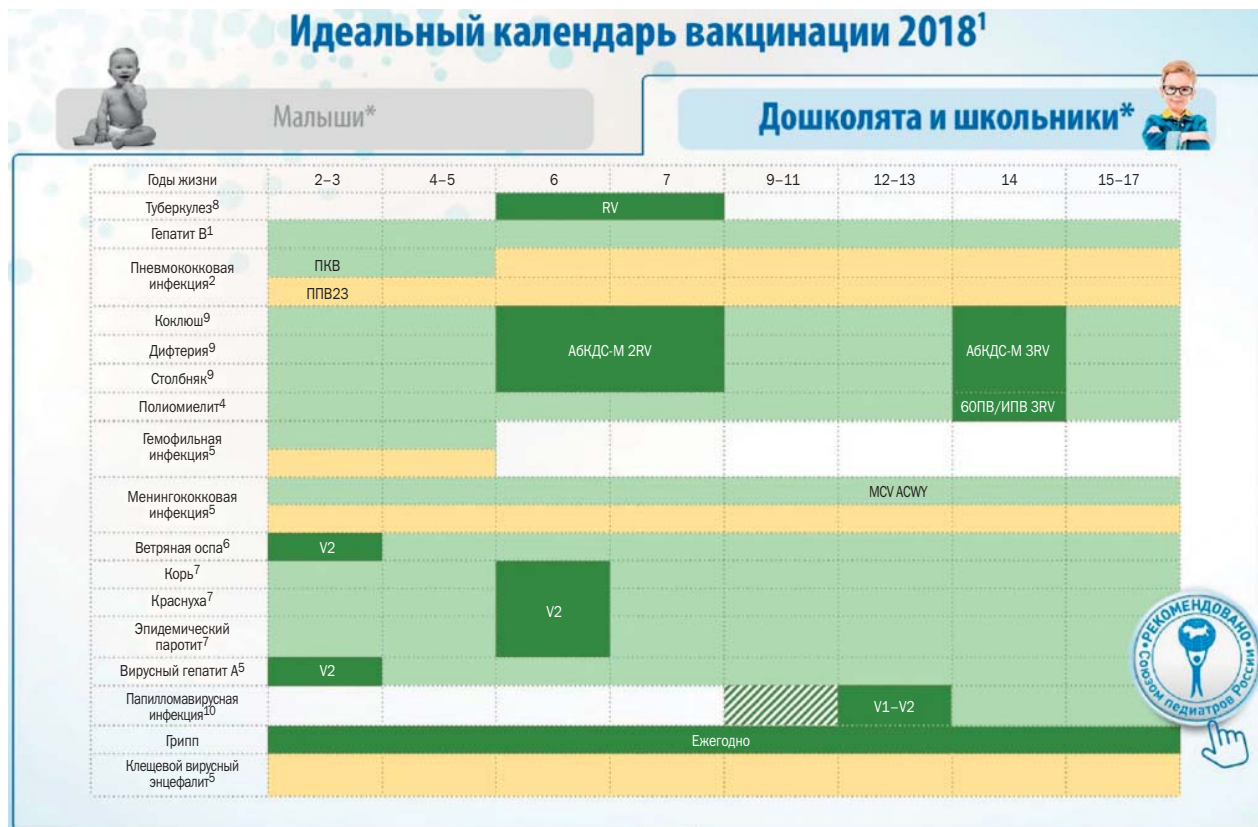 Идеальный календарь вакцинации 2018¹
Малыши*
Дошколята и школьники*
Годы жизни 2–3 4–5 6 7 9–11 12–13 14 15–17
Туберкулез⁸ RV
Гепатит В¹
Пневмококковая
инфекция²
ПКВ
ППВ23
Коклюш⁹
Дифтерия⁹ АбКДС-М 2RV АбКДС-М 3RV
Столбняк⁹
Полиомиелит⁴ 6ОПВ/ИПВ 3RV
Гемофильная
инфекция⁵
Менингококковая
инфекция⁵
MCV ACWY
Ветряная оспа⁶ V2
Корь⁷
Краснуха⁷ V2
Эпидемический
паротит⁷
Вирусный гепатит А⁵ V2
Папилломавирусная
инфекция¹⁰
V1–V2
Грипп Ежегодно
Клещевой вирусный
энцефалит⁵
РЕКОМЕНДОВАНО
Союзом педиатров России